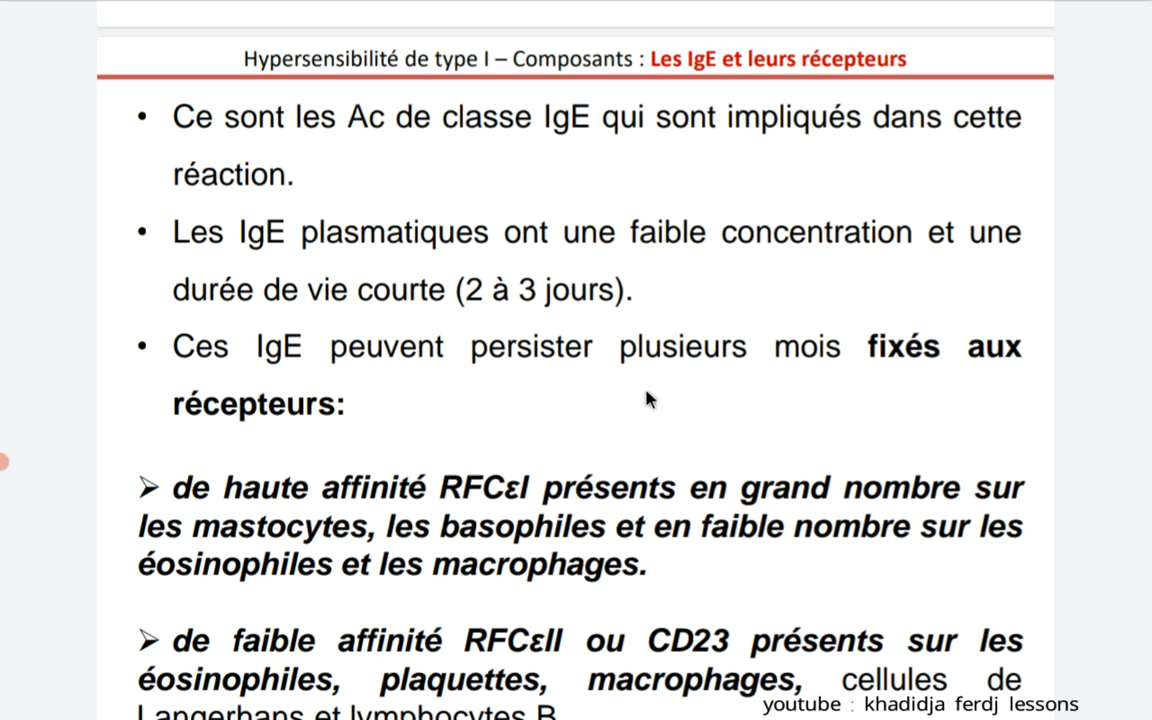 Hypersensibilité de type I – Composants : Les IgE et leurs récepteurs
• Ce sont les Ac de classe IgE qui sont impliqués dans cette
réaction.
• Les IgE plasmatiques ont une faible concentration et une
durée de vie courte (2 à 3 jours).
• Ces IgE peuvent persister plusieurs mois fixés aux
récepteurs:
➢ de haute affinité RFCεI présents en grand nombre sur
les mastocytes, les basophiles et en faible nombre sur les
éosinophiles et les macrophages.
➢ de faible affinité RFCεII ou CD23 présents sur les
éosinophiles, plaquettes, macrophages, cellules de
Langerhans et lymphocytes B
youtube : khadidja ferdj lessons